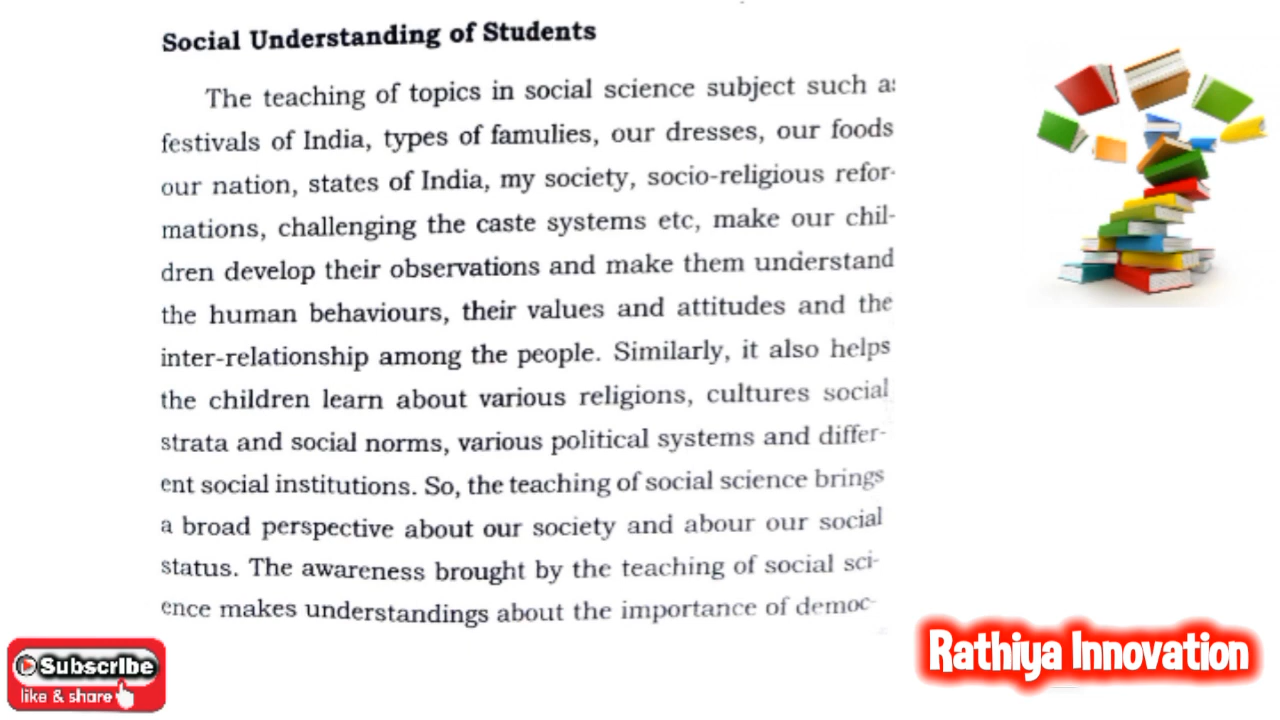 Social Understanding of Students
The teaching of topics in social science subject such as
festivals of India, types of famulies, our dresses, our foods
our nation, states of India, my society, socio-religious refor-
mations, challenging the caste systems etc, make our chil-
dren develop their observations and make them understand
the human behaviours, their values and attitudes and the
inter-relationship among the people. Similarly, it also helps
the children learn about various religions, cultures social
strata and social norms, various political systems and differ-
ent social institutions. So, the teaching of social science brings
a broad perspective about our society and abour our social
status. The awareness brought by the teaching of social sci-
ence makes understandings about the importance of democ-
Subscribe
like & share
Rathiya Innovation